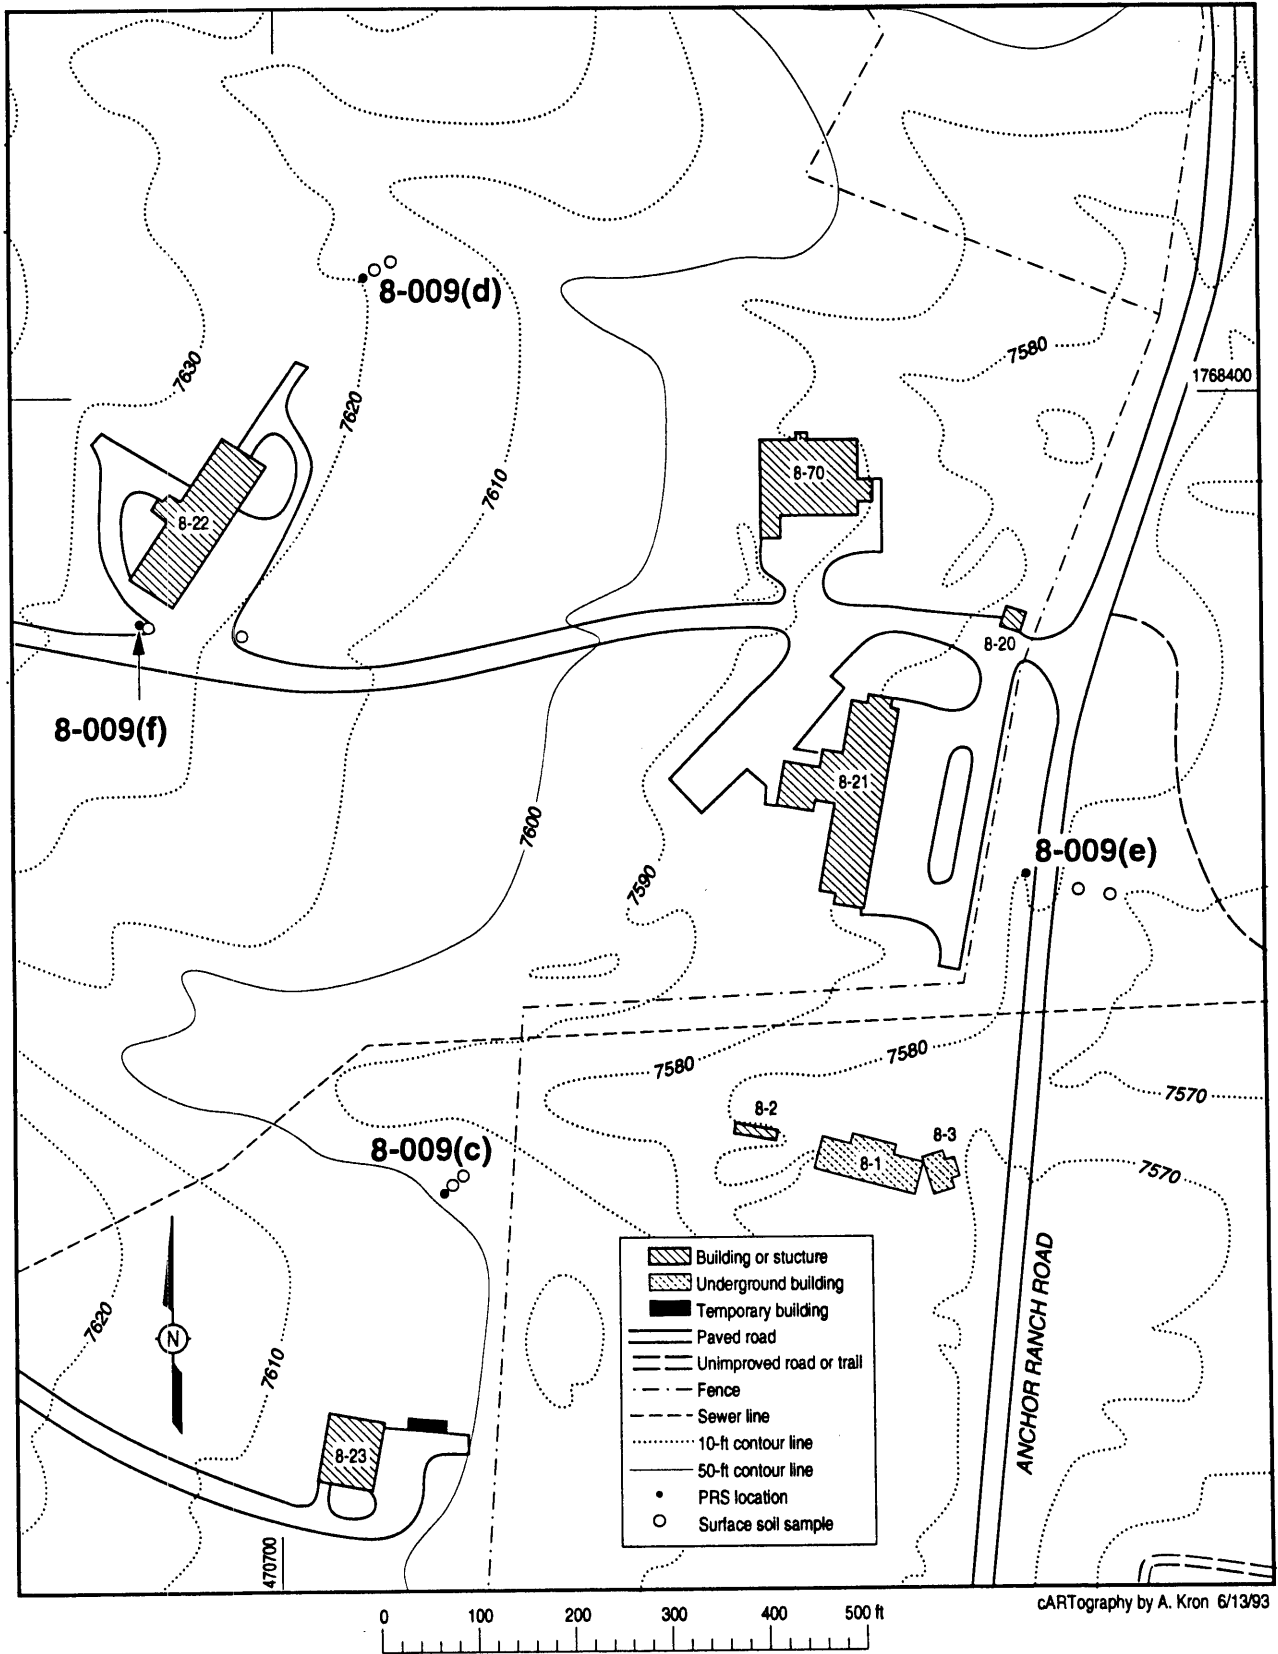 8-009(d)
7580
1768400
7630
7620
7610
8-70
8-22
8-20
8-009(f)
8-21
7600
8-009(e)
7590
7580
7580
7570
8-2
8-009(c)
8-1
8-3
7570
N
7620
7610
Building or stucture
Underground building
Temporary building
Paved road
Unimproved road or trail
Fence
Sewer line
10-ft contour line
50-ft contour line
PRS location
Surface soil sample
ANCHOR RANCH ROAD
8-23
470700
cARTography by A. Kron 6/13/93
0 100 200 300 400 500 ft